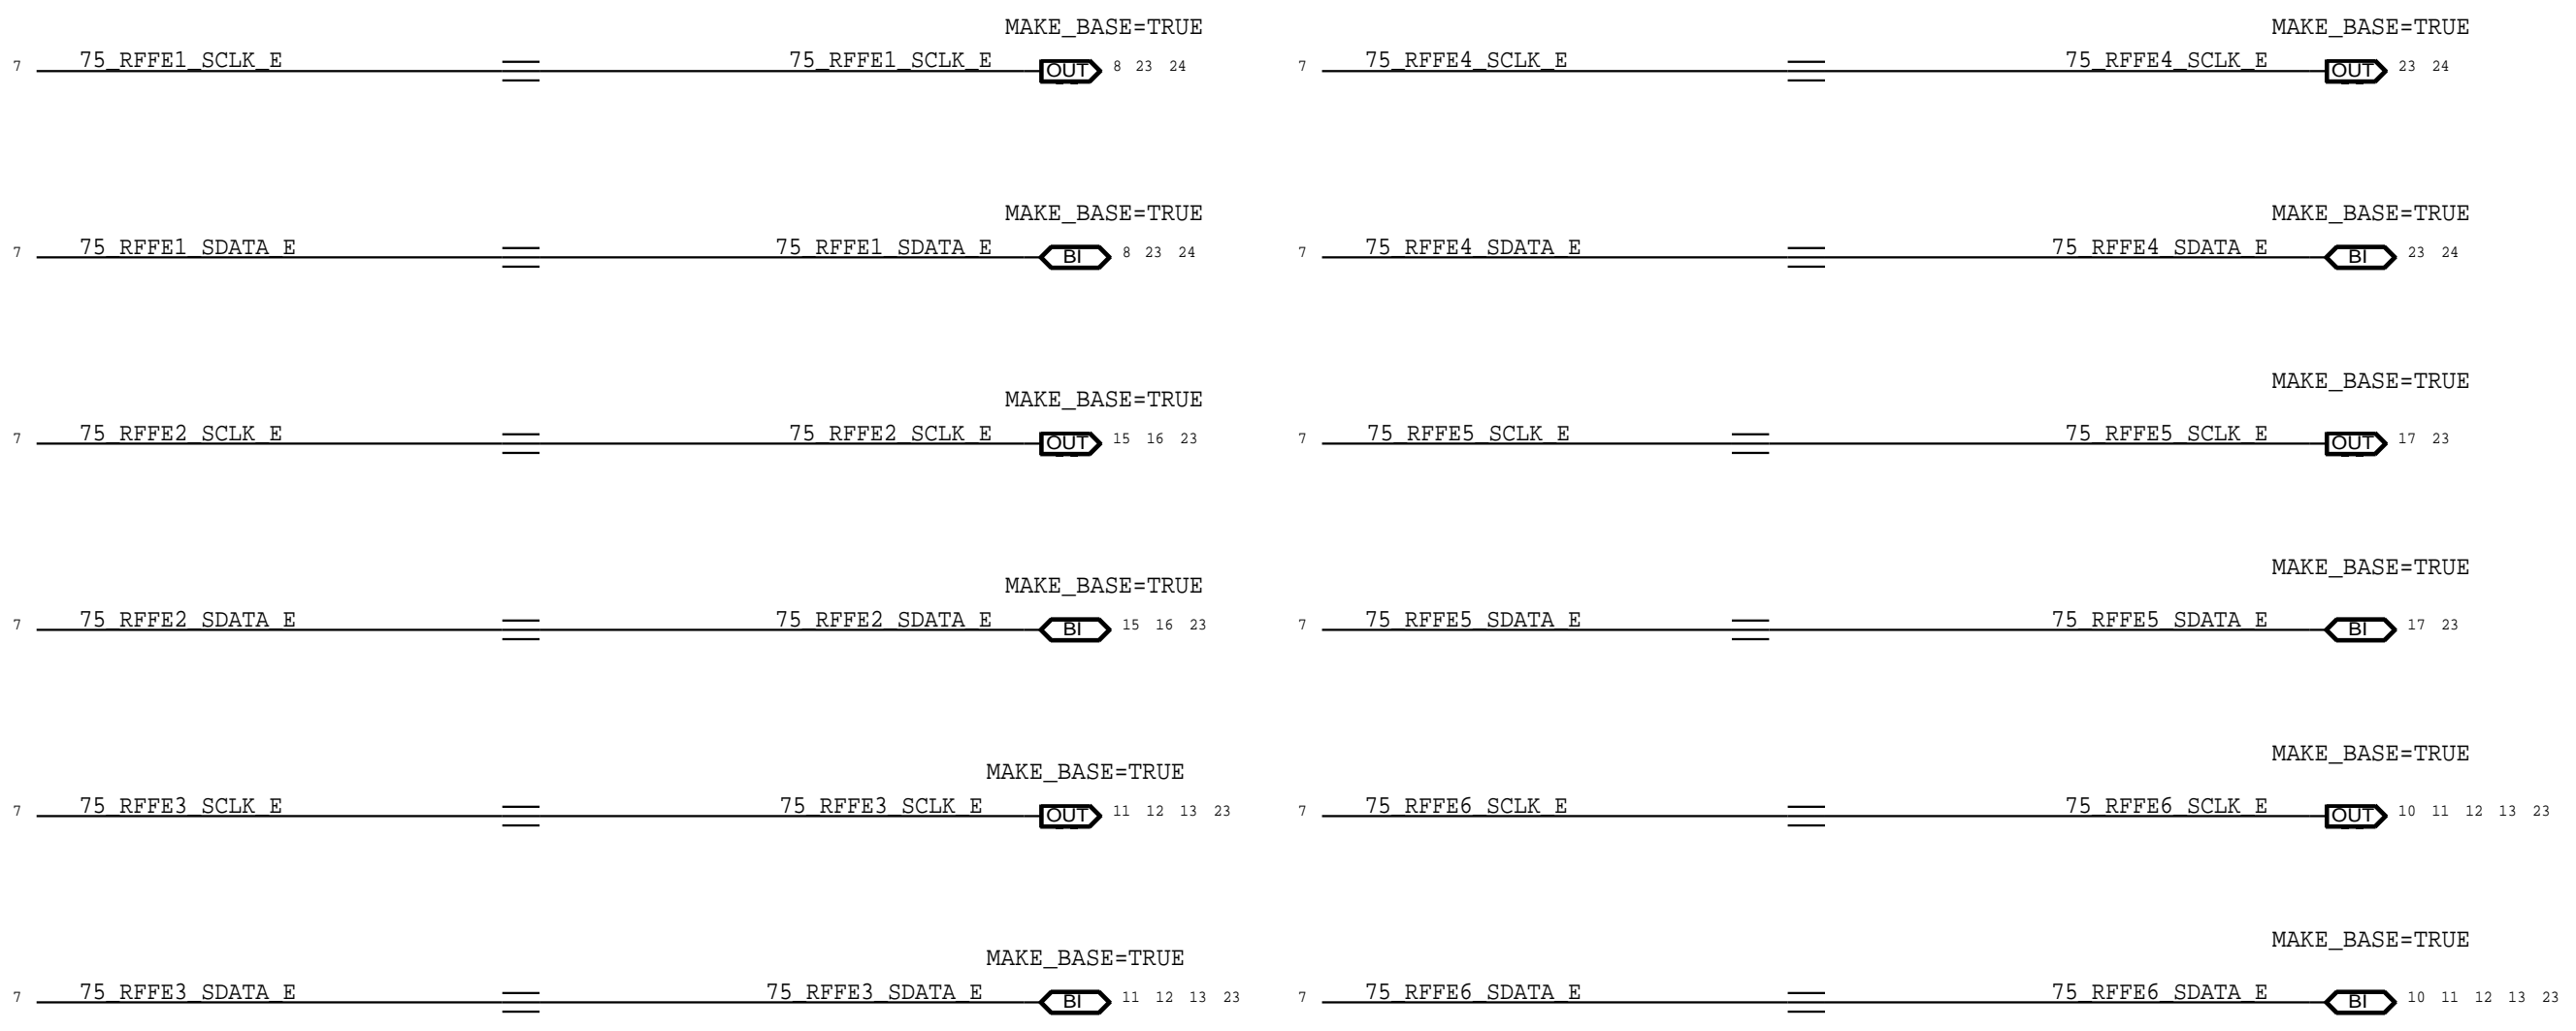 MAKE_BASE=TRUE
7 75_RFFE1_SCLK_E 75_RFFE1_SCLK_E OUT 8 23 24
MAKE_BASE=TRUE
7 75_RFFE4_SCLK_E 75_RFFE4_SCLK_E OUT 23 24
MAKE_BASE=TRUE
7 75_RFFE1_SDATA_E 75_RFFE1_SDATA_E BI 8 23 24
MAKE_BASE=TRUE
7 75_RFFE4_SDATA_E 75_RFFE4_SDATA_E BI 23 24
MAKE_BASE=TRUE
7 75_RFFE2_SCLK_E 75_RFFE2_SCLK_E OUT 15 16 23
MAKE_BASE=TRUE
7 75_RFFE5_SCLK_E 75_RFFE5_SCLK_E OUT 17 23
MAKE_BASE=TRUE
7 75_RFFE2_SDATA_E 75_RFFE2_SDATA_E BI 15 16 23
MAKE_BASE=TRUE
7 75_RFFE5_SDATA_E 75_RFFE5_SDATA_E BI 17 23
MAKE_BASE=TRUE
7 75_RFFE3_SCLK_E 75_RFFE3_SCLK_E OUT 11 12 13 23
MAKE_BASE=TRUE
7 75_RFFE6_SCLK_E 75_RFFE6_SCLK_E OUT 10 11 12 13 23
MAKE_BASE=TRUE
7 75_RFFE3_SDATA_E 75_RFFE3_SDATA_E BI 11 12 13 23
MAKE_BASE=TRUE
7 75_RFFE6_SDATA_E 75_RFFE6_SDATA_E BI 10 11 12 13 23